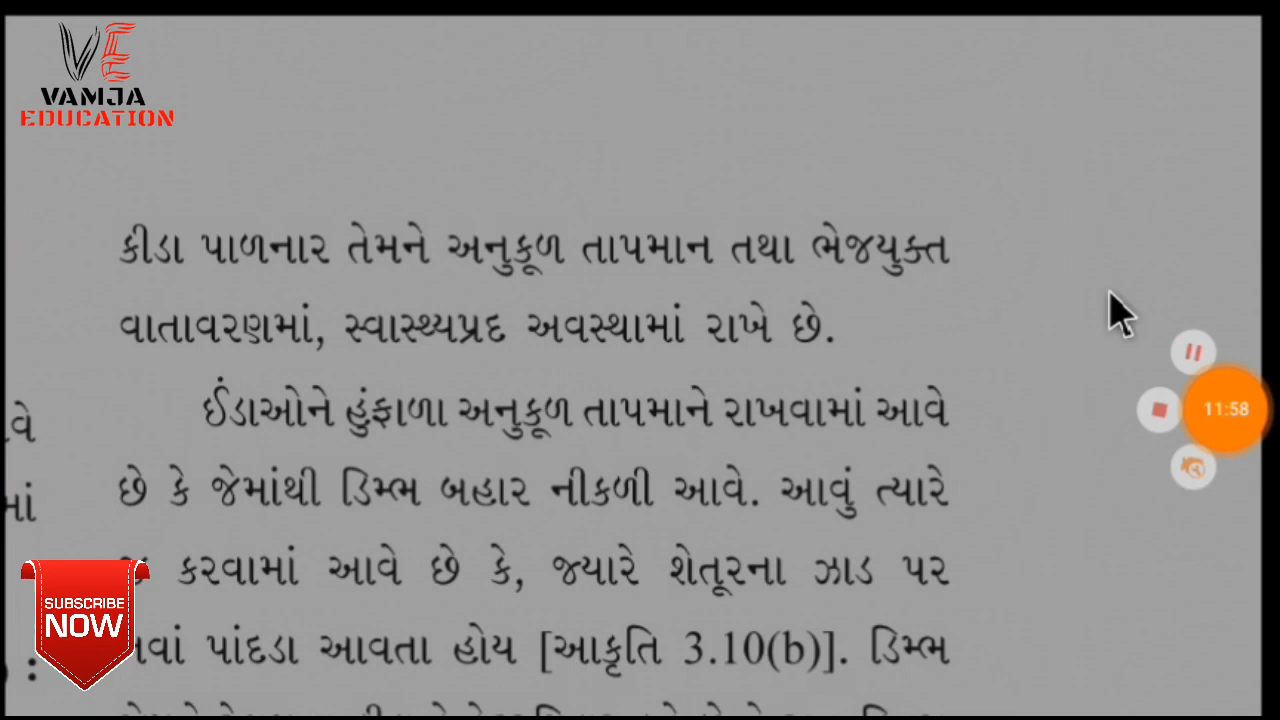 VE
VAMJA
EDUCATION
કીડા પાળનાર તેમને અનુકૂળ તાપમાન તથા ભેજયુક્ત
વાતાવરણમાં, સ્વાસ્થ્યપ્રદ અવસ્થામાં રાખે છે.
ઈંડાઓને હુંફાળા અનુકૂળ તાપમાને રાખવામાં આવે
છે કે જેમાંથી ડિમ્ભ બહાર નીકળી આવે. આવું ત્યારે
કરવામાં આવે છે કે, જ્યારે શેતૂરના ઝાડ પર
પાંદડા આવતા હોય [આકૃતિ 3.10(b)]. ડિમ્ભ
11:58
SUBSCRIBE
NOW